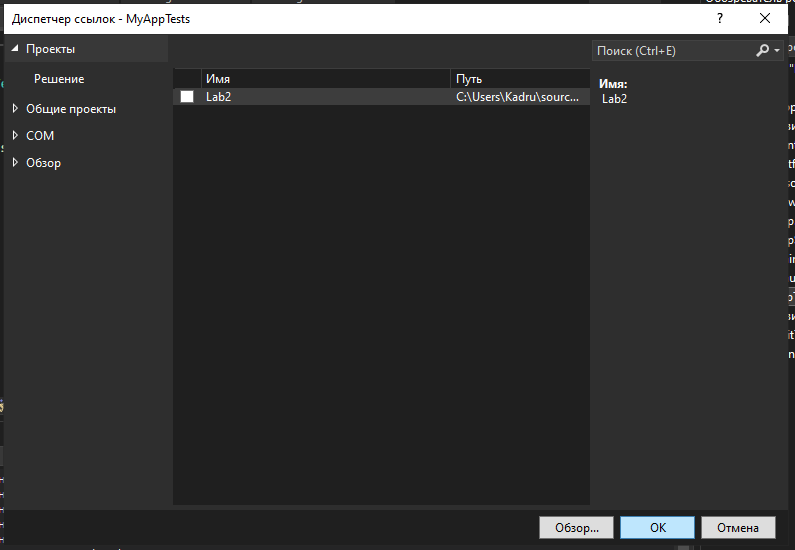 Диспетчер ссылок - MyAppTests
?
Проекты
Поиск (Ctrl+E)
Решение
Имя
Путь
Имя:
Lab2
C:\Users\Kadru\sourc...
Lab2
Общие проекты
COM
Обзор
Обзор...
OK
Отмена